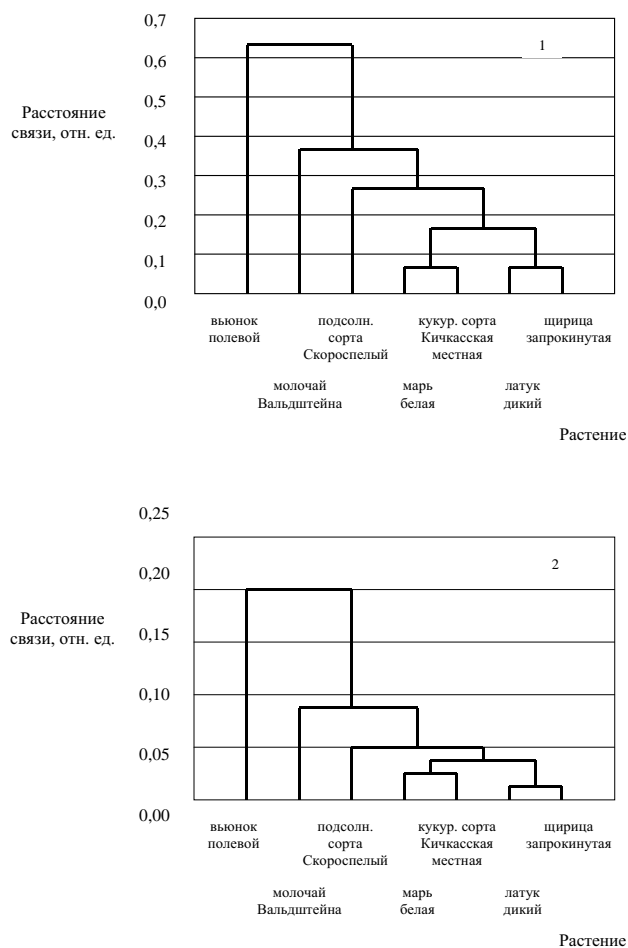 0,7
1
0,6
0,5
Расстояние
связи, отн. ед.
0,4
0,3
0,2
0,1
0,0
вьюнок
полевой
подсолн.
сорта
Скороспелый
кукур. сорта
Кичкасская
местная
щирица
запрокинутая
молочай
Вальдштейна
марь
белая
латук
дикий
Растение
0,25
2
0,20
Расстояние
связи, отн. ед.
0,15
0,10
0,05
0,00
вьюнок
полевой
подсолн.
сорта
Скороспелый
кукур. сорта
Кичкасская
местная
щирица
запрокинутая
молочай
Вальдштейна
марь
белая
латук
дикий
Растение